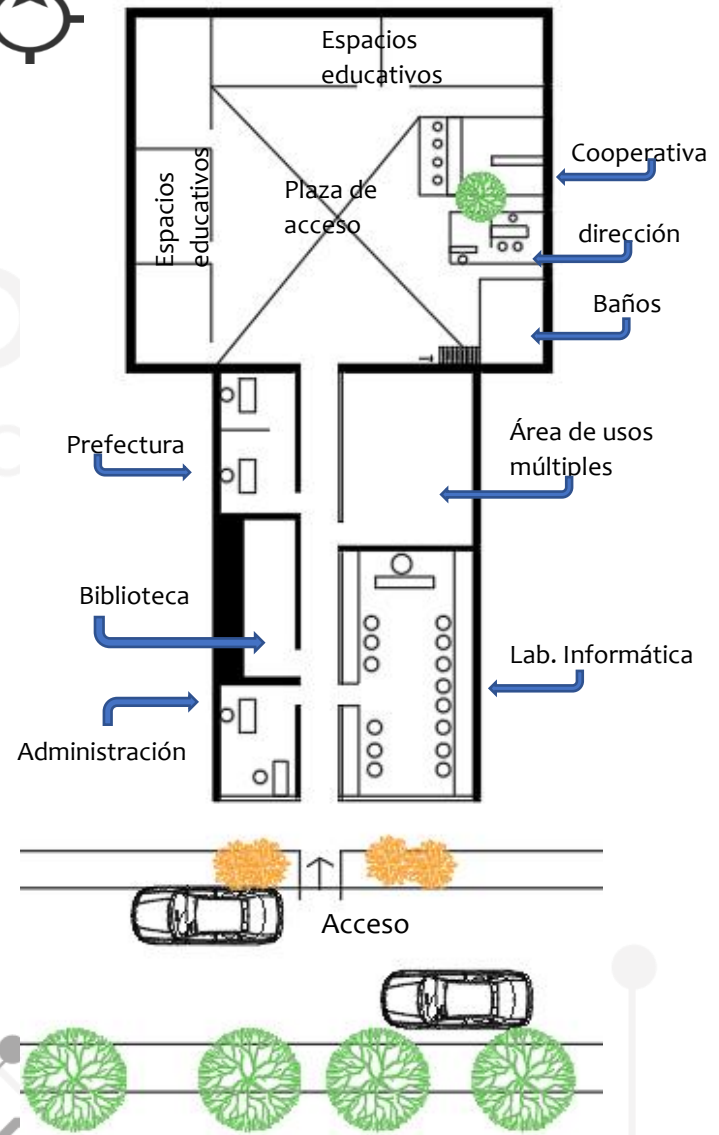 Espacios
educativos
Cooperativa
Espacios
educativos
Plaza de
acceso
dirección
Baños
Prefectura
Área de usos
múltiples
Biblioteca
Lab. Informática
Administración
Acceso